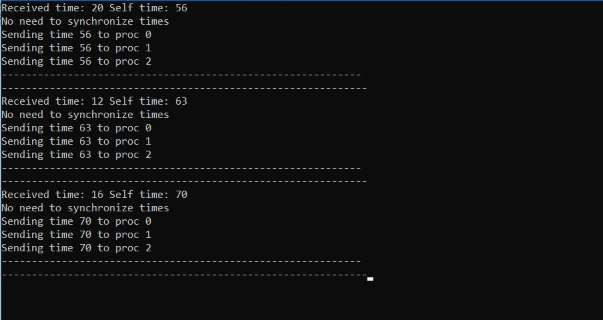 Received time: 20 Self time: 56
No need to synchronize times
Sending time 56 to proc 0
Sending time 56 to proc 1
Sending time 56 to proc 2
------------------------------------------------------------
-------------------------------------------------------------
Received time: 12 Self time: 63
No need to synchronize times
Sending time 63 to proc 0
Sending time 63 to proc 1
Sending time 63 to proc 2
------------------------------------------------------------
-------------------------------------------------------------
Received time: 16 Self time: 70
No need to synchronize times
Sending time 70 to proc 0
Sending time 70 to proc 1
Sending time 70 to proc 2
------------------------------------------------------------
-------------------------------------------------------------